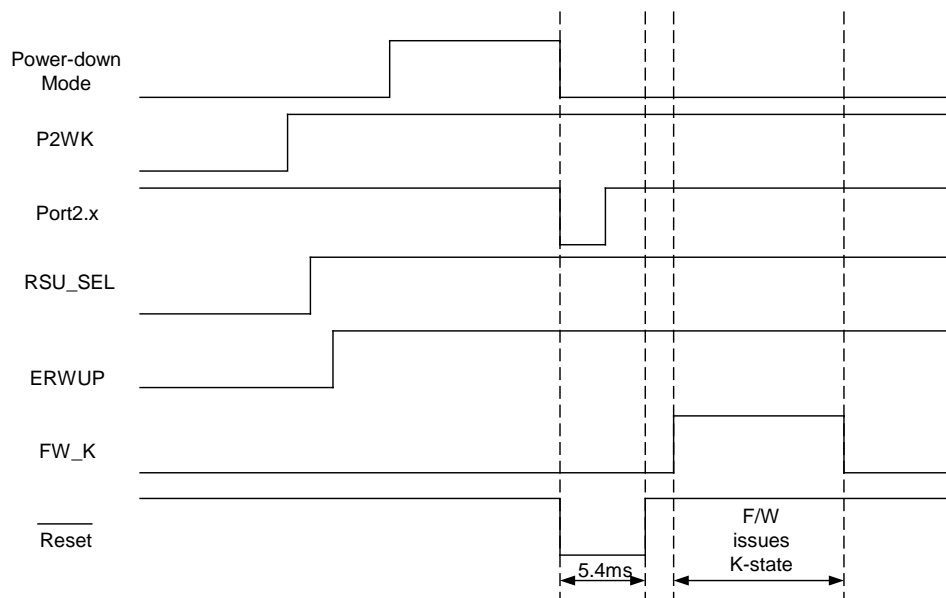 Power-down
Mode
P2WK
Port2.x
RSU_SEL
ERWUP
FW_K
Reset
5.4ms
F/W
issues
K-state